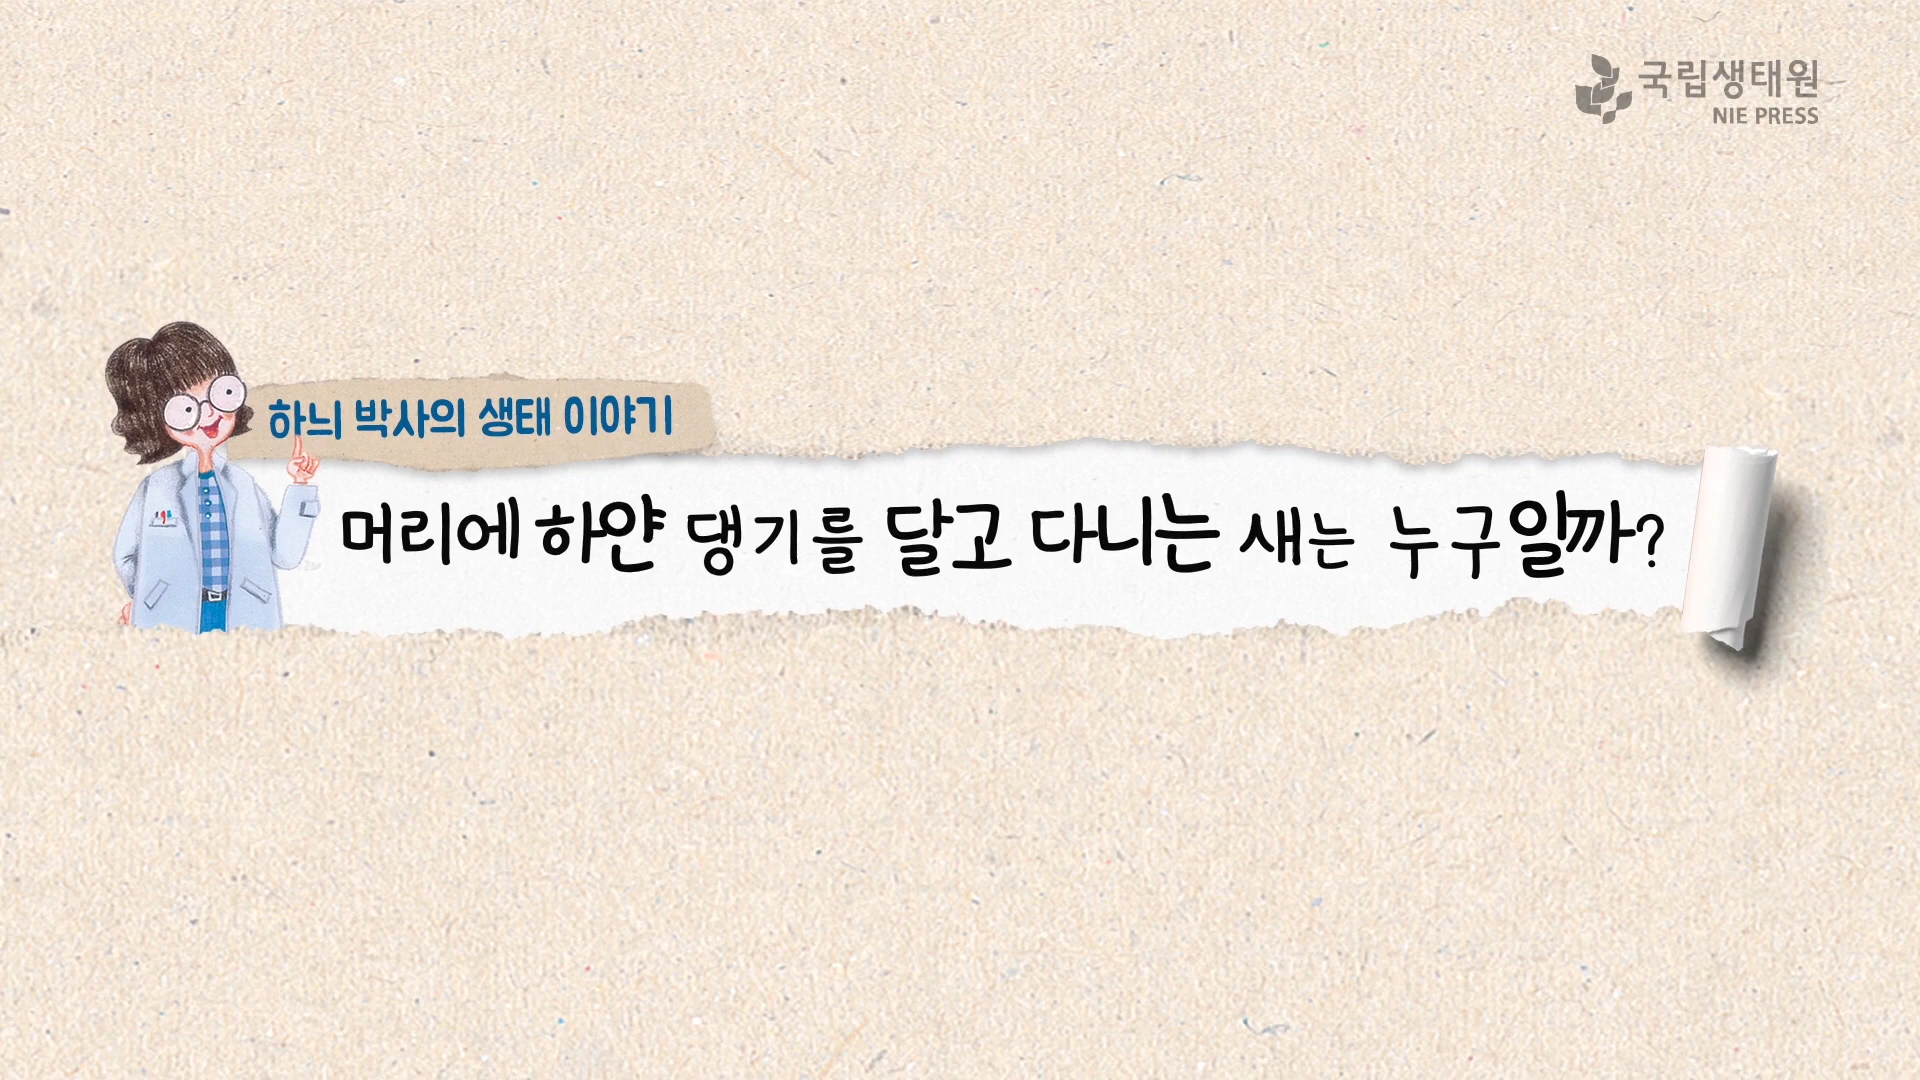 국립생태원
NIE PRESS
하늬 박사의 생태 이야기
머리에 하얀 댕기를 달고 다니는 새는 누구일까?